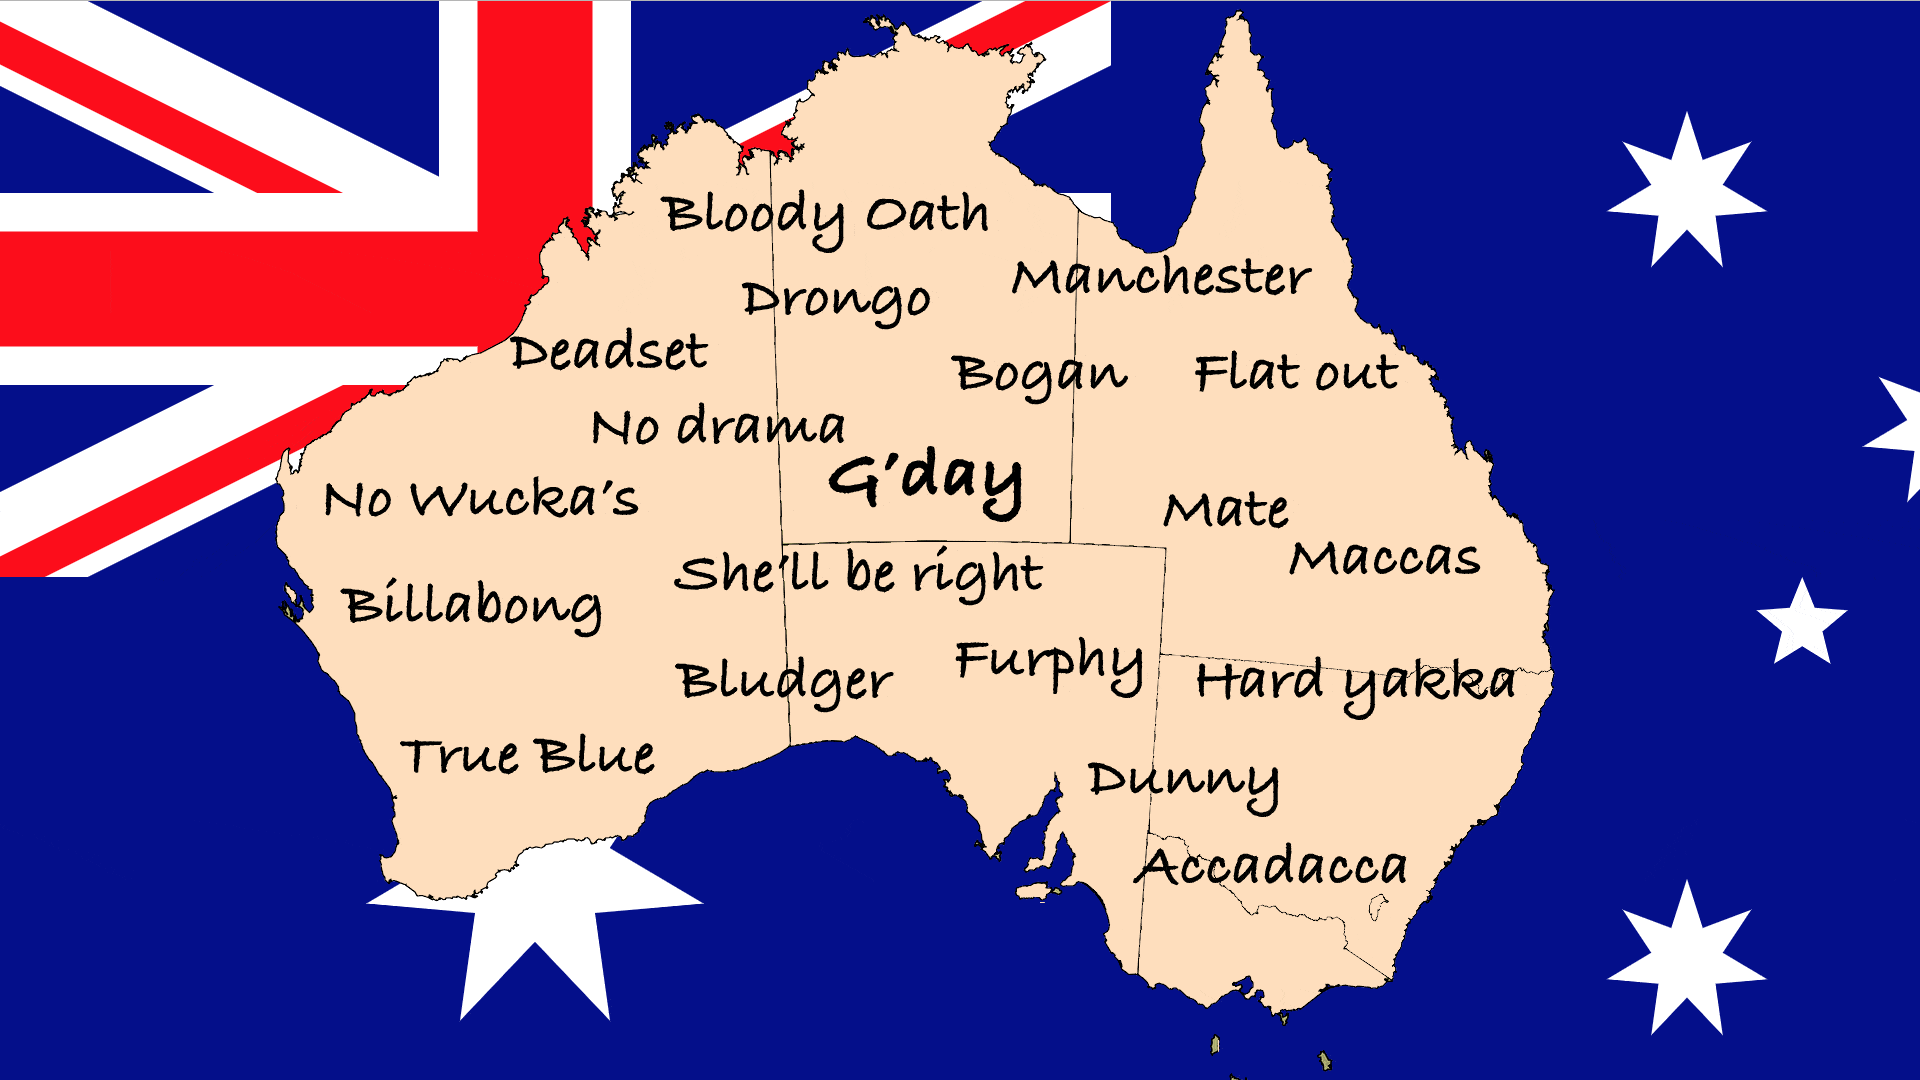 Bloody Oath
Manchester
Drongo
Deadset
Bogan
Flat out
No drama
G'day
No Wucka's
Mate
Maccas
She'll be right
Billabong
Furphy
Bludger
Hard yakka
True Blue
Dunny
Accadacca